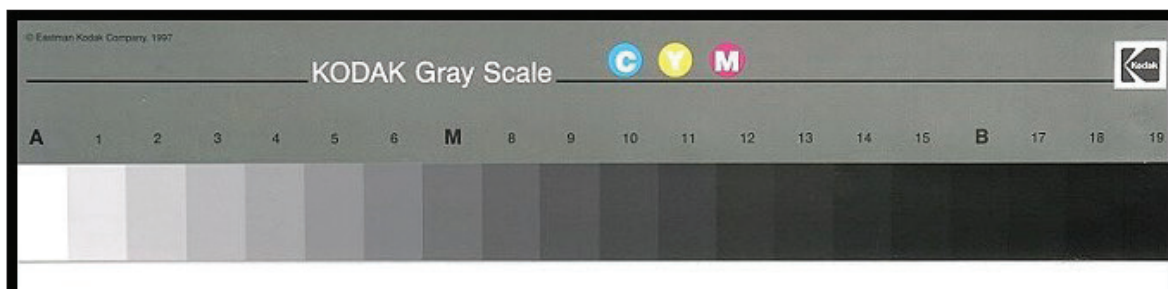 © Eastman Kodak Company, 1997
KODAK Gray Scale C Y M Kodak
A 1 2 3 4 5 6 M 8 9 10 11 12 13 14 15 B 17 18 19